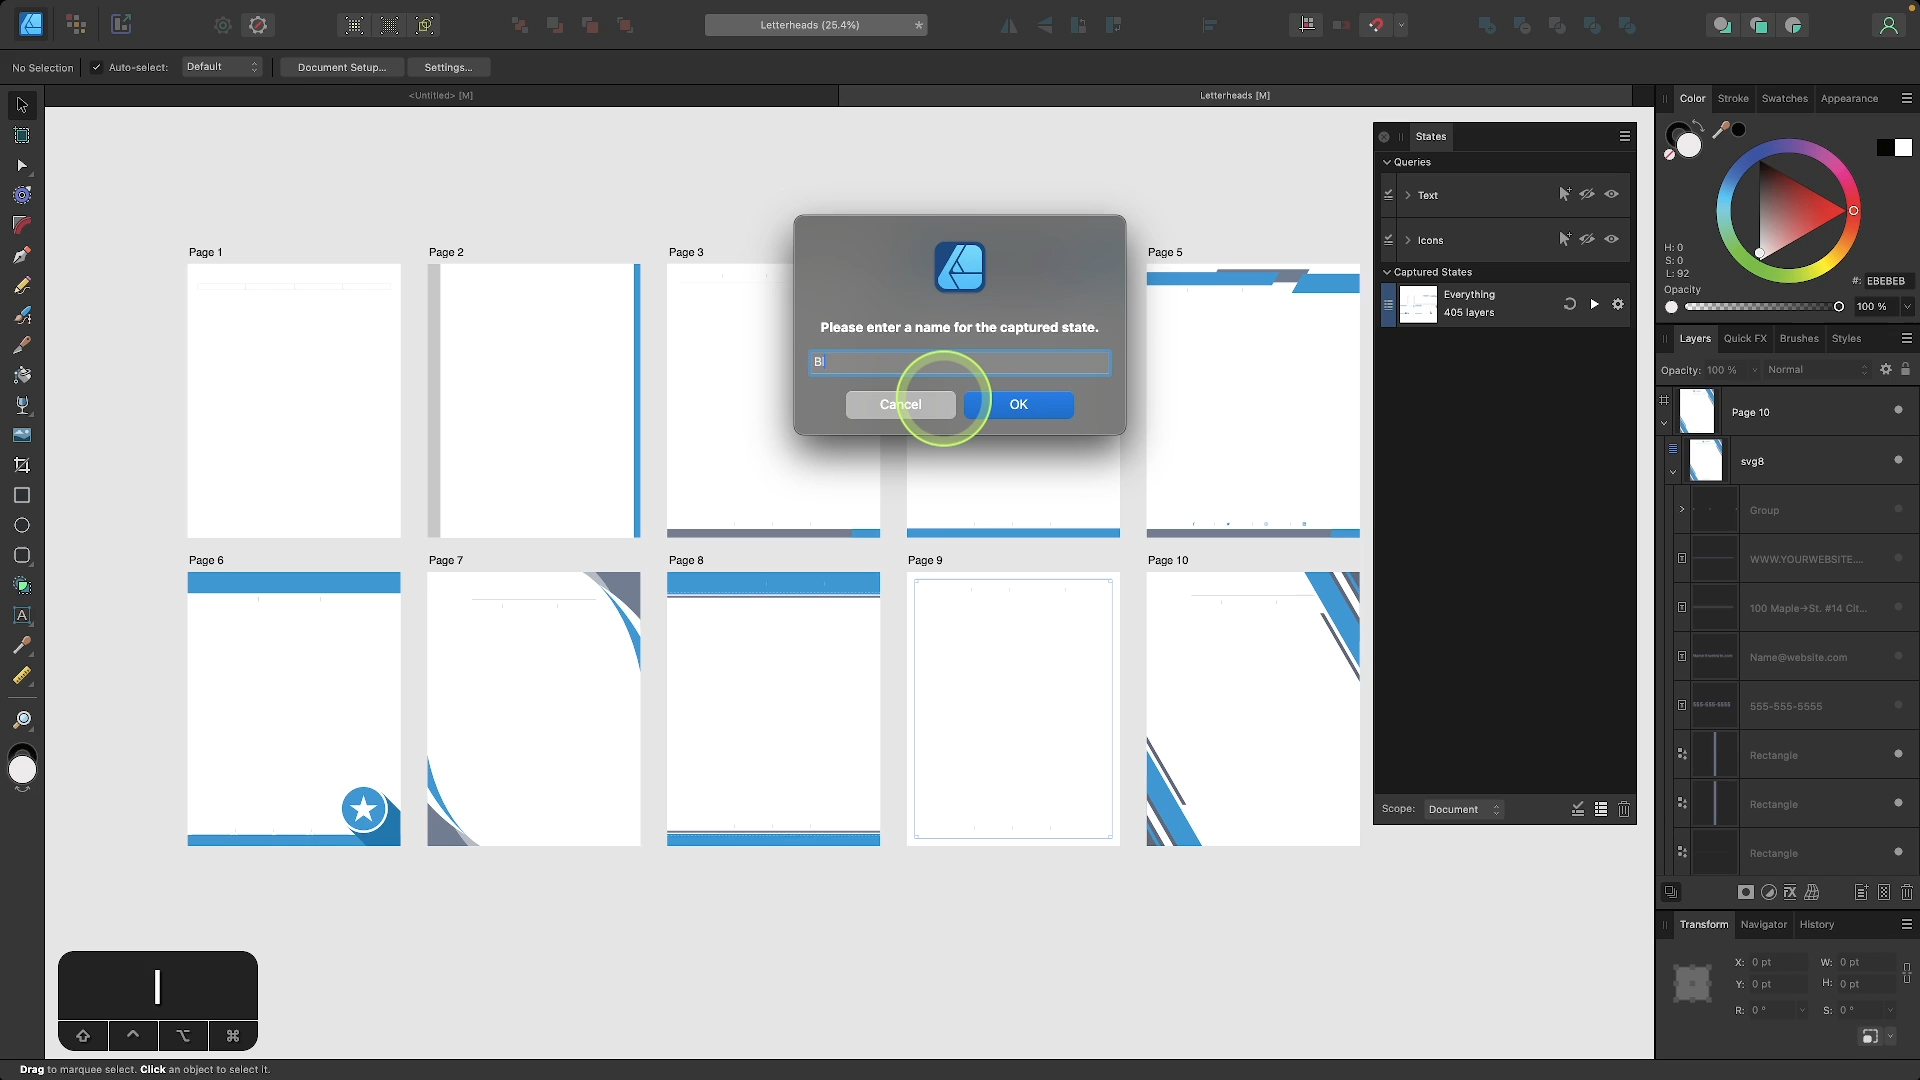 Letterheads (25.4%)
*
No Selection
Auto-select:
Default
Document Setup...
Settings...
<Untitled> [M]
Letterheads [M]
Color
Stroke
Swatches
Appearance
H: 0
S: 0
L: 92
#: EBEBEB
Opacity
100 %
States
Queries
Text
Icons
Captured States
Everything
405 layers
Scope:
Document
Page 1
Page 2
Page 3
Page 5
Page 6
Page 7
Page 8
Page 9
Page 10
Please enter a name for the captured state.
Bl
Cancel
OK
Layers
Quick FX
Brushes
Styles
Opacity: 100 %
Normal
Page 10
svg8
Group
WWW.YOURWEBSITE....
100 Maple→St. #14 Cit...
Name@website.com
555-555-5555
Rectangle
Rectangle
Rectangle
Transform
Navigator
History
X: 0 pt
W: 0 pt
Y: 0 pt
H: 0 pt
R: 0 °
S: 0 °
l
Drag to marquee select. Click an object to select it.